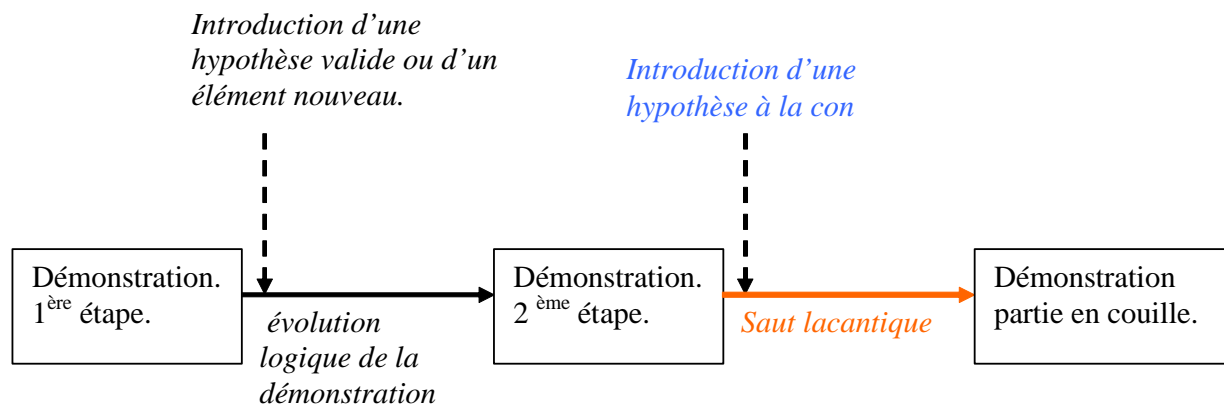 Introduction d’une
hypothèse valide ou d’un
élément nouveau.
Introduction d’une
hypothèse à la con
Démonstration.
1ère étape.
évolution
logique de la
démonstration
Démonstration.
2 ème étape.
Saut lacantique
Démonstration
partie en couille.